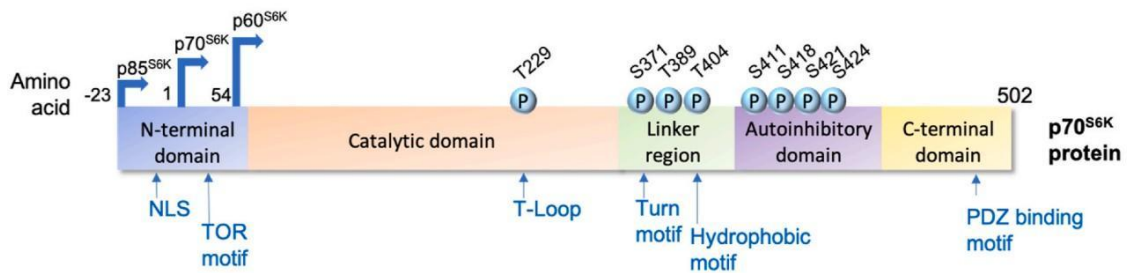 p60S6K
p70S6K
p85S6K
Amino
acid
-23
1
54
T229
S371
T389
T404
S411
S418
S421
S424
502
P
P
P
P
P
P
P
P
N-terminal
domain
Catalytic domain
Linker
region
Autoinhibitory
domain
C-terminal
domain
p70S6K
protein
NLS
TOR
motif
T-Loop
Turn
motif
Hydrophobic
motif
PDZ binding
motif